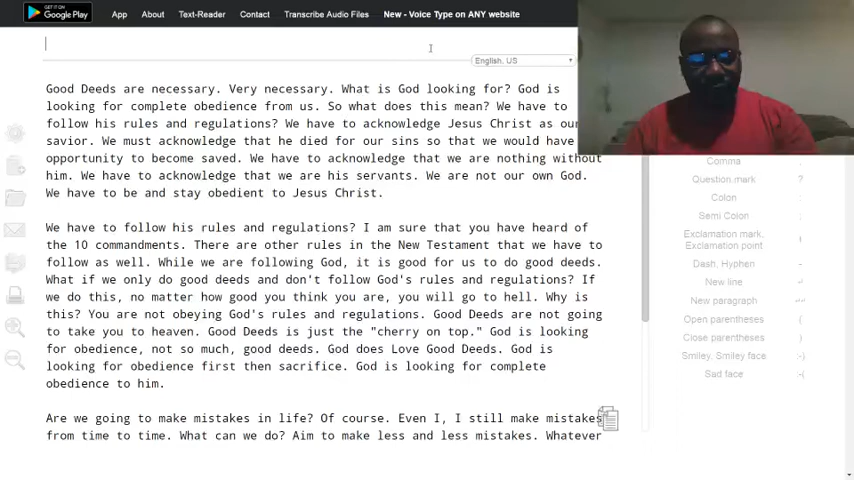 GET IT ON
Google Play
App About Text-Reader Contact Transcribe Audio Files New - Voice Type on ANY website
English, US
Good Deeds are necessary. Very necessary. What is God looking for? God is
looking for complete obedience from us. So what does this mean? We have to
follow his rules and regulations? We have to acknowledge Jesus Christ as our
savior. We must acknowledge that he died for our sins so that we would have
opportunity to become saved. We have to acknowledge that we are nothing without
him. We have to acknowledge that we are his servants. We are not our own God.
We have to be and stay obedient to Jesus Christ.
We have to follow his rules and regulations? I am sure that you have heard of
the 10 commandments. There are other rules in the New Testament that we have to
follow as well. While we are following God, it is good for us to do good deeds.
What if we only do good deeds and don't follow God's rules and regulations? If
we do this, no matter how good you think you are, you will go to hell. Why is
this? You are not obeying God's rules and regulations. Good Deeds are not going
to take you to heaven. Good Deeds is just the "cherry on top." God is looking
for obedience, not so much, good deeds. God does Love Good Deeds. God is
looking for obedience first then sacrifice. God is looking for complete
obedience to him.
Are we going to make mistakes in life? Of course. Even I, I still make mistakes
from time to time. What can we do? Aim to make less and less mistakes. Whatever
Comma ,
Question mark ?
Colon :
Semi Colon ;
Exclamation mark, 
Exclamation point !
Dash, Hyphen -
New line ↵
New paragraph ↵↵
Open parentheses (
Close parentheses )
Smiley, Smiley face :-)
Sad face :-(